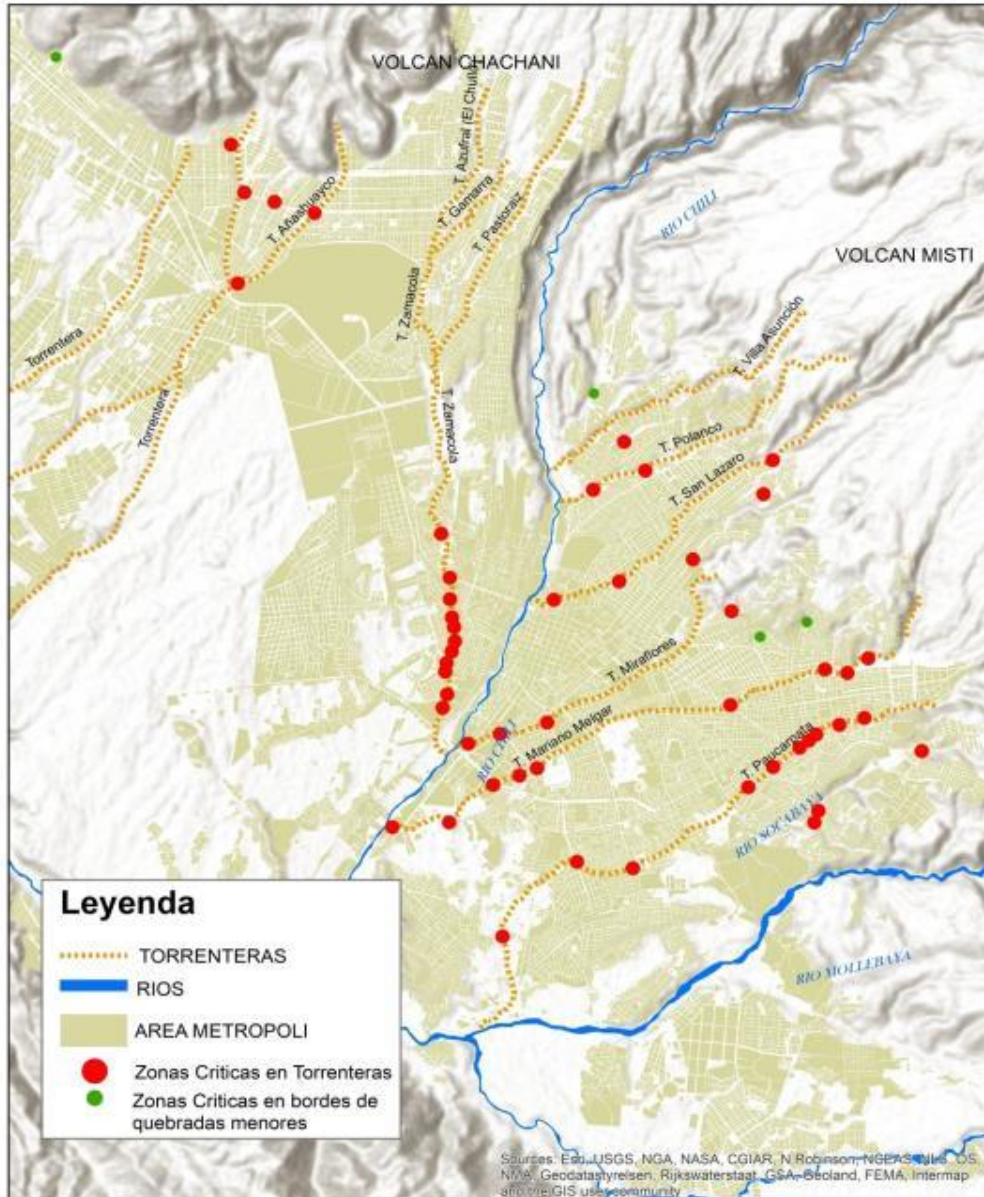 VOLCAN CHACHANI
T. Azufral (El Chullo)
T. Gamarra
T. Pastoraiz
T. Añashuayco
RIO CHILI
VOLCAN MISTI
T. Zamacola
Torrentera
T. Villa Asunción
Torrentera
T. Zamacola
T. Polanco
T. San Lazaro
T. Miraflores
RIO CHILI
T. Mariano Melgar
T. Paucarpata
RIO SOCABAYA
RIO MOLLEBAYA
Leyenda
TORRENTERAS
RIOS
AREA METROPOLI
Zonas Criticas en Torrenteras
Zonas Criticas en bordes de
quebradas menores
Sources: Esri, USGS, NGA, NASA, CGIAR, N Robinson, NCEAS, NLS, OS,
NMA, Geodatastyrelsen, Rijkswaterstaat, GSA, Geoland, FEMA, Intermap
and the GIS user community